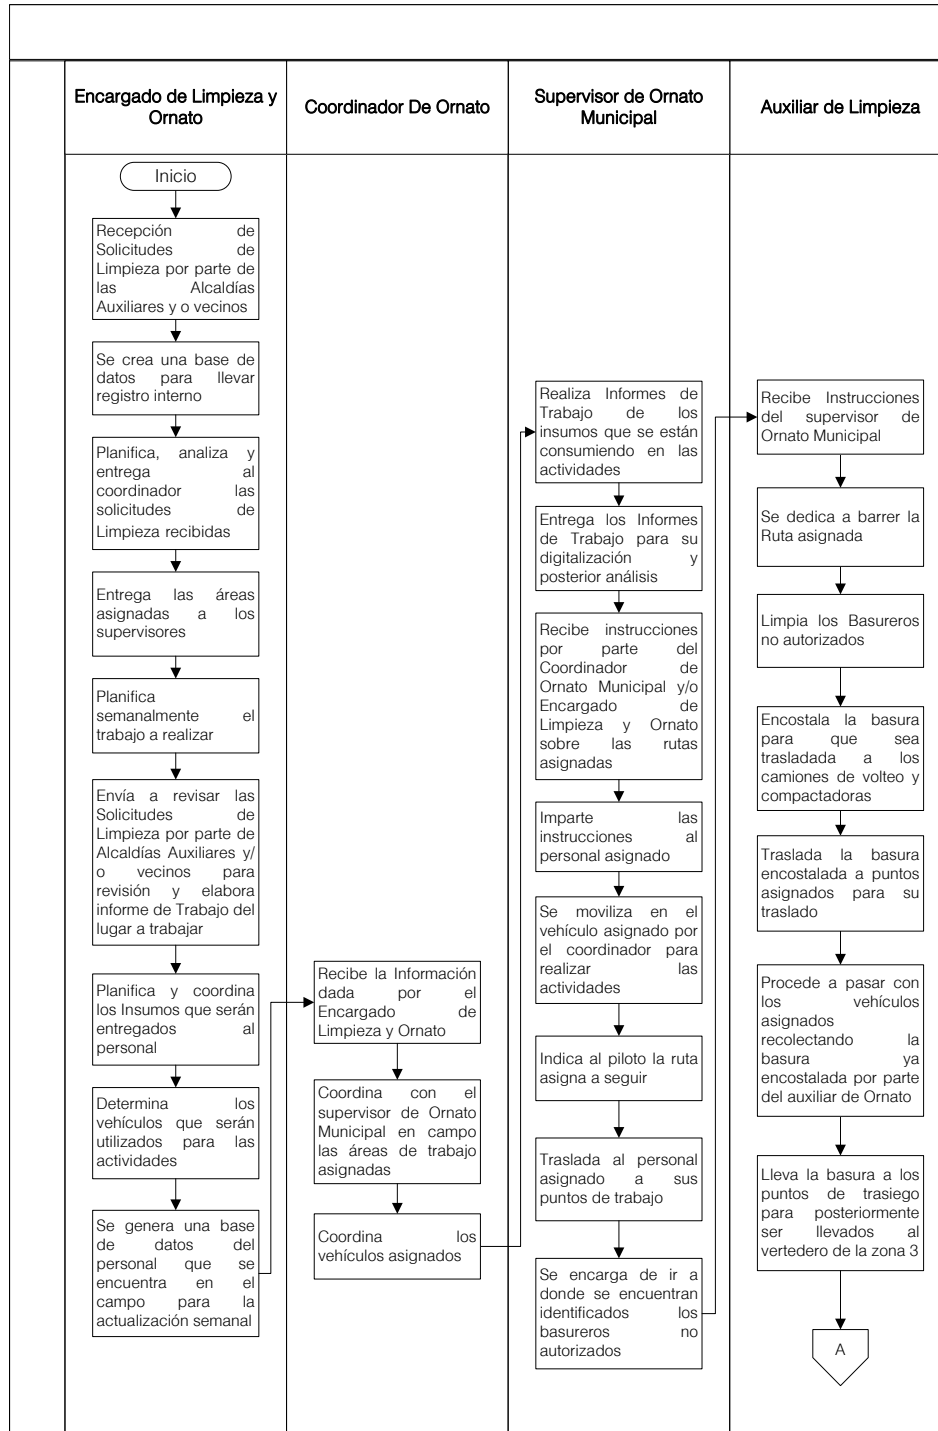 Encargado de Limpieza y
Ornato
Coordinador De Ornato
Supervisor de Ornato
Municipal
Auxiliar de Limpieza
Inicio
Recepción de
Solicitudes de
Limpieza por parte de
las Alcaldías
Auxiliares y o vecinos
Se crea una base de
datos para llevar
registro interno
Planifica, analiza y
entrega al
coordinador las
solicitudes de
Limpieza recibidas
Entrega las áreas
asignadas a los
supervisores
Planifica
semanalmente el
trabajo a realizar
Envía a revisar las
Solicitudes de
Limpieza por parte de
Alcaldías Auxiliares y/
o vecinos para
revisión y elabora
informe de Trabajo del
lugar a trabajar
Planifica y coordina
los Insumos que serán
entregados al
personal
Determina los
vehículos que serán
utilizados para las
actividades
Se genera una base
de datos del
personal que se
encuentra en el
campo para la
actualización semanal
Recibe la Información
dada por el
Encargado de
Limpieza y Ornato
Coordina con el
supervisor de Ornato
Municipal en campo
las áreas de trabajo
asignadas
Coordina los
vehículos asignados
Realiza Informes de
Trabajo de los
insumos que se están
consumiendo en las
actividades
Entrega los Informes
de Trabajo para su
digitalización y
posterior análisis
Recibe instrucciones
por parte del
Coordinador de
Ornato Municipal y/o
Encargado de
Limpieza y Ornato
sobre las rutas
asignadas
Imparte las
instrucciones al
personal asignado
Se moviliza en el
vehículo asignado por
el coordinador para
realizar las
actividades
Indica al piloto la ruta
asigna a seguir
Traslada al personal
asignado a sus
puntos de trabajo
Se encarga de ir a
donde se encuentran
identificados los
basureros no
autorizados
Recibe Instrucciones
del supervisor de
Ornato Municipal
Se dedica a barrer la
Ruta asignada
Limpia los Basureros
no autorizados
Encostala la basura
para que sea
trasladada a los
camiones de volteo y
compactadoras
Traslada la basura
encostalada a puntos
asignados para su
traslado
Procede a pasar con
los vehículos
asignados
recolectando la
basura ya
encostalada por parte
del auxiliar de Ornato
Lleva la basura a los
puntos de trasiego
para posteriormente
ser llevados al
vertedero de la zona 3
A